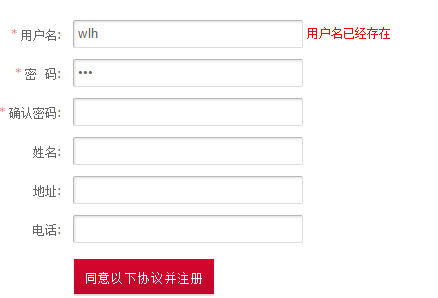 * 用户名: wlh 用户名已经存在
* 密 码: •••
* 确认密码:
姓名:
地址:
电话:
同意以下协议并注册